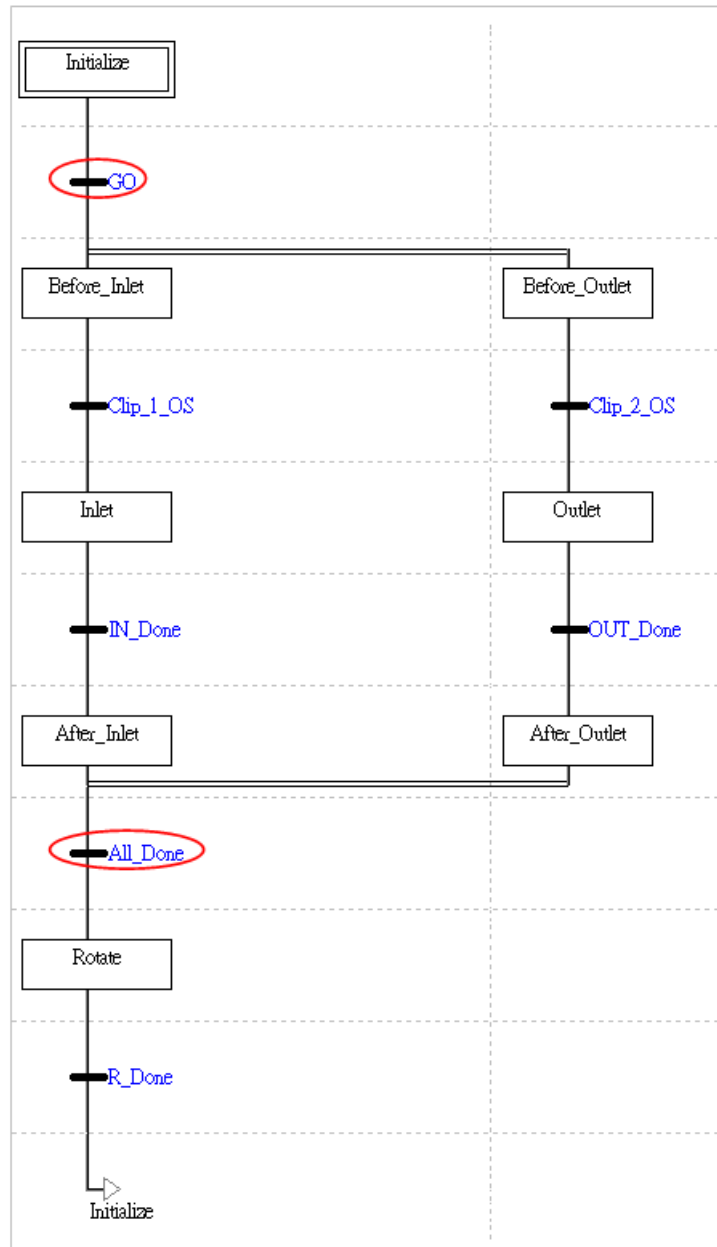 Initialize
GO
Before_Inlet
Before_Outlet
Clip_1_OS
Clip_2_OS
Inlet
Outlet
IN_Done
OUT_Done
After_Inlet
After_Outlet
All_Done
Rotate
R_Done
Initialize